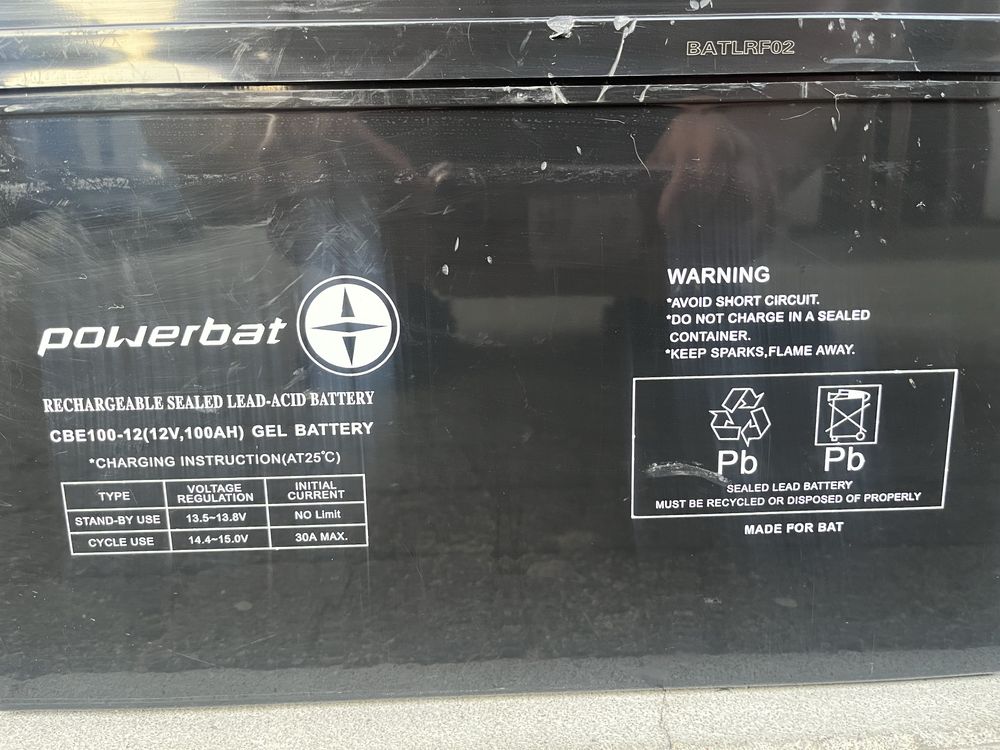 BATLRF02
powerbat
RECHARGEABLE SEALED LEAD-ACID BATTERY
CBE100-12(12V,100AH) GEL BATTERY
*CHARGING INSTRUCTION(AT25℃)
TYPE VOLTAGE REGULATION INITIAL CURRENT
STAND-BY USE 13.5~13.8V NO Limit
CYCLE USE 14.4~15.0V 30A MAX.
WARNING
*AVOID SHORT CIRCUIT.
*DO NOT CHARGE IN A SEALED
CONTAINER.
*KEEP SPARKS,FLAME AWAY.
Pb Pb
SEALED LEAD BATTERY
MUST BE RECYCLED OR DISPOSED OF PROPERLY
MADE FOR BAT